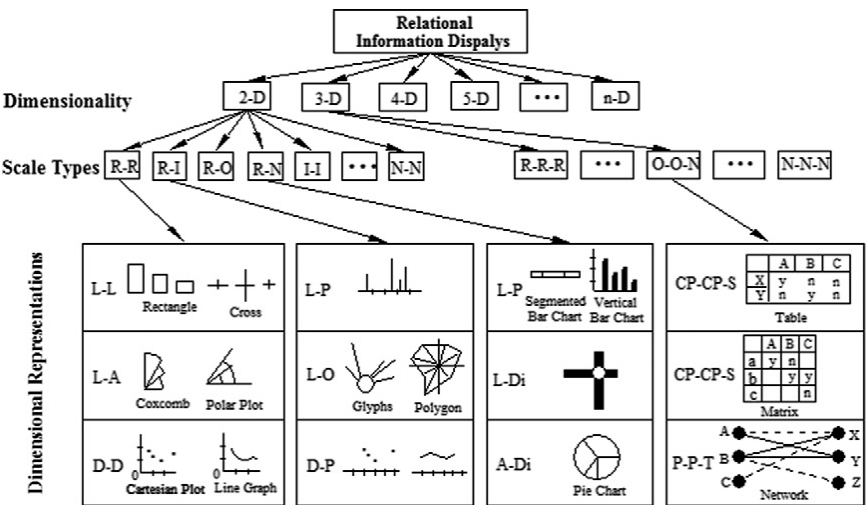 Relational
Information Dispalys
Dimensionality
2-D
3-D
4-D
5-D
•••
n-D
Scale Types
R-R
R-I
R-O
R-N
I-I
•••
N-N
R-R-R
•••
O-O-N
•••
N-N-N
Dimensional Representations
L-L
Rectangle
Cross
L-P
L-P
Segmented
Bar Chart
Vertical
Bar Chart
CP-CP-S
A B C
X y n n
Y n y n
Table
L-A
Coxcomb
Polar Plot
L-O
Glyphs
Polygon
L-Di
CP-CP-S
A B C
a y n
b y y
c n
Matrix
D-D
0
Cartesian Plot
0
Line Graph
D-P
A-Di
Pie Chart
P-P-T
A
B
C
X
Y
Z
Network